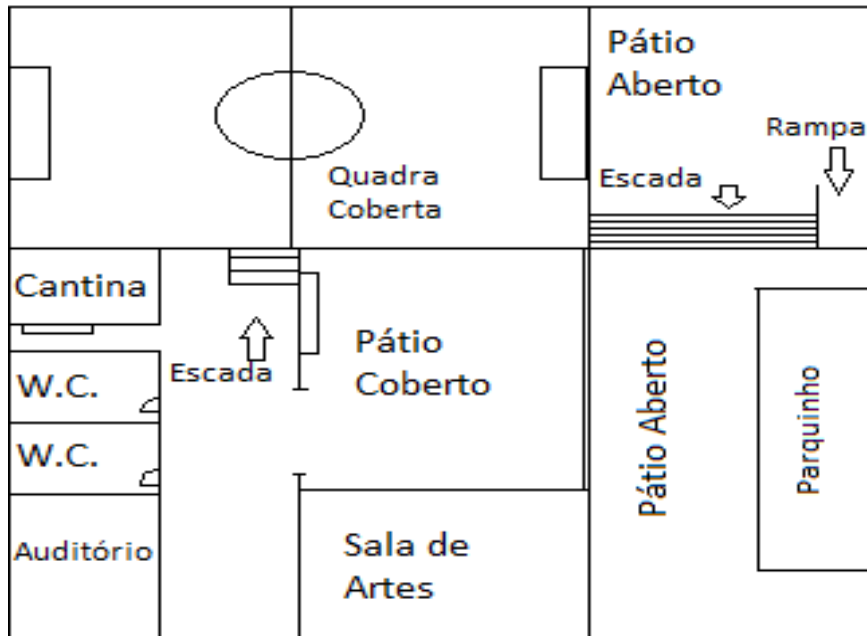 Pátio
Aberto
Rampa
Quadra
Coberta
Escada
Cantina
Escada
Pátio
Coberto
W.C.
W.C.
Auditório
Sala de
Artes
Pátio Aberto
Parquinho